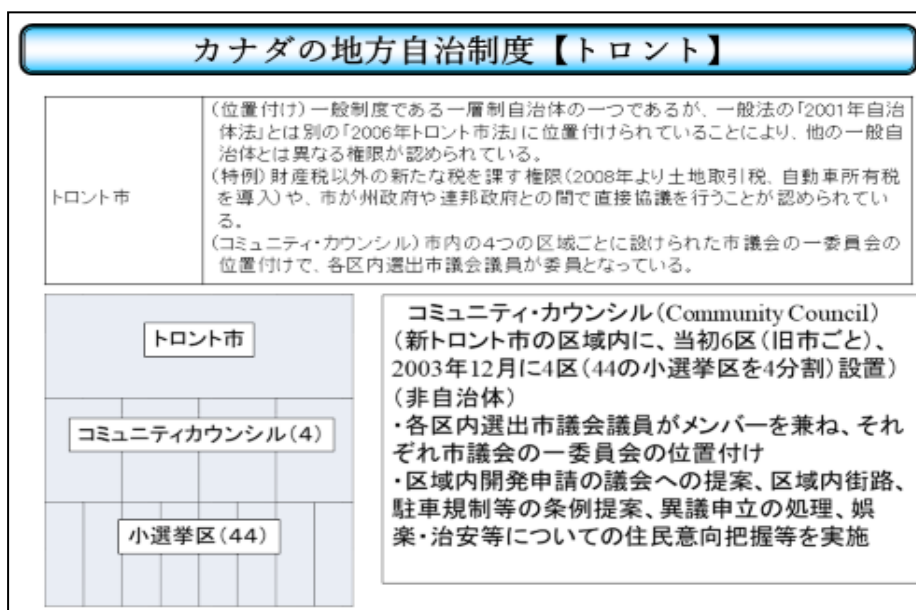 カナダの地方自治制度【トロント】
トロント市
(位置付け)一般制度である一層制自治体の一つであるが、一般法の「2001年自治
体法」とは別の「2006年トロント市法」に位置付けられていることにより、他の一般自
治体とは異なる権限が認められている。
(特例)財産税以外の新たな税を課す権限(2008年より土地取引税、自動車所有税
を導入)や、市が州政府や連邦政府との間で直接協議を行うことが認められてい
る。
(コミュニティ・カウンシル)市内の4つの区域ごとに設けられた市議会の一委員会の
位置付けで、各区内選出市議会議員が委員となっている。
トロント市
コミュニティカウンシル(4)
小選挙区(44)
コミュニティ・カウンシル(Community Council)
(新トロント市の区域内に、当初6区(旧市ごと)、
2003年12月に4区(44の小選挙区を4分割)設置)
(非自治体)
・各区内選出市議会議員がメンバーを兼ね、それ
ぞれ市議会の一委員会の位置付け
・区域内開発申請の議会への提案、区域内街路、
駐車規制等の条例提案、異議申立の処理、娯
楽・治安等についての住民意向把握等を実施